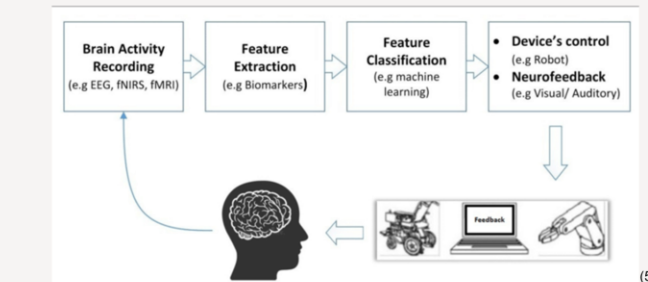 Brain Activity
Recording
(e.g EEG, fNIRS, fMRI)
Feature
Extraction
(e.g Biomarkers)
Feature
Classification
(e.g machine
learning)
• Device's control
(e.g Robot)
• Neurofeedback
(e.g Visual/ Auditory)
Feedback
(5